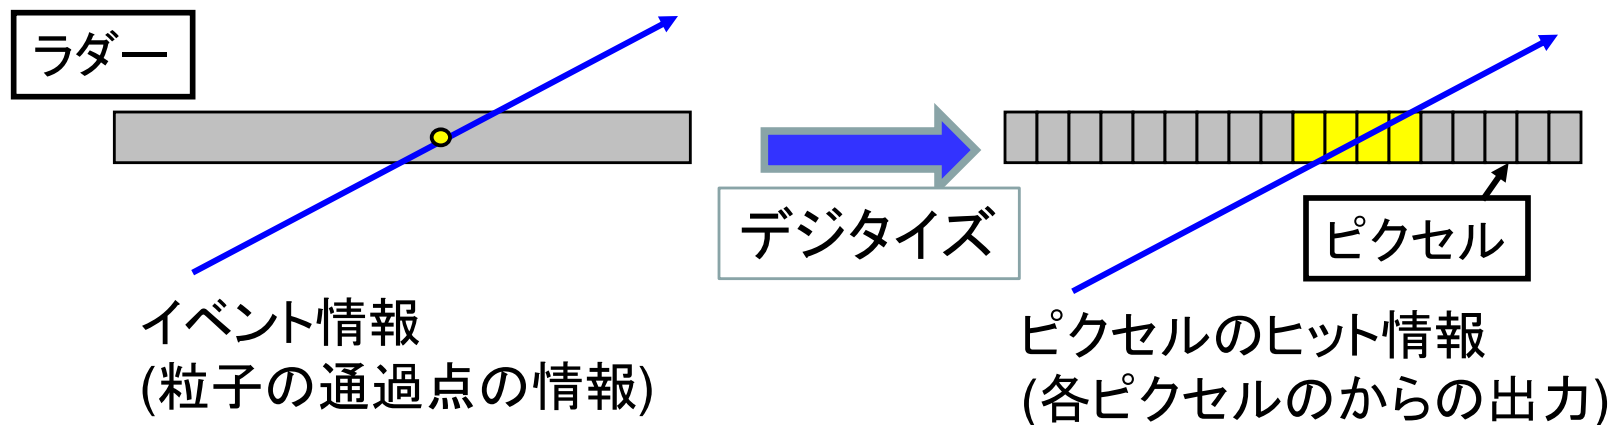 ラダー
デジタイズ
ピクセル
イベント情報
(粒子の通過点の情報)
ピクセルのヒット情報
(各ピクセルのからの出力)